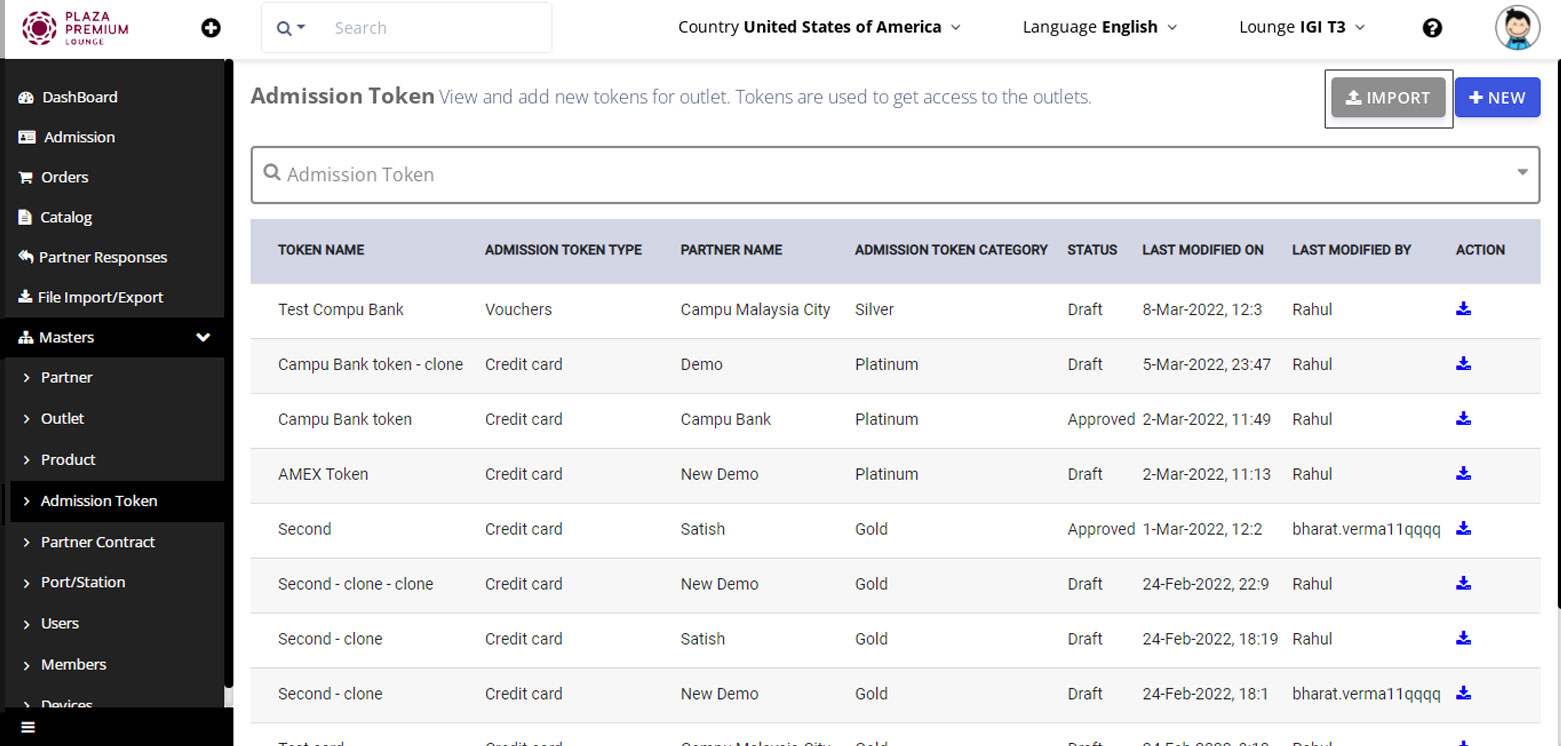 PLAZA
PREMIUM
LOUNGE
Search
Country United States of America
Language English
Lounge IGI T3
DashBoard
Admission
Orders
Catalog
Partner Responses
File Import/Export
Masters
Partner
Outlet
Product
Admission Token
Partner Contract
Port/Station
Users
Members
Devices
Admission Token View and add new tokens for outlet. Tokens are used to get access to the outlets.
IMPORT
NEW
Admission Token
TOKEN NAME ADMISSION TOKEN TYPE PARTNER NAME ADMISSION TOKEN CATEGORY STATUS LAST MODIFIED ON LAST MODIFIED BY ACTION
Test Compu Bank Vouchers Campu Malaysia City Silver Draft 8-Mar-2022, 12:3 Rahul
Campu Bank token - clone Credit card Demo Platinum Draft 5-Mar-2022, 23:47 Rahul
Campu Bank token Credit card Campu Bank Platinum Approved 2-Mar-2022, 11:49 Rahul
AMEX Token Credit card New Demo Platinum Draft 2-Mar-2022, 11:13 Rahul
Second Credit card Satish Gold Approved 1-Mar-2022, 12:2 bharat.verma11qqqq
Second - clone - clone Credit card New Demo Gold Draft 24-Feb-2022, 22:9 Rahul
Second - clone Credit card Satish Gold Draft 24-Feb-2022, 18:19 Rahul
Second - clone Credit card New Demo Gold Draft 24-Feb-2022, 18:1 bharat.verma11qqqq
Test card Credit card Campu Malaysia City Gold Draft Rahul